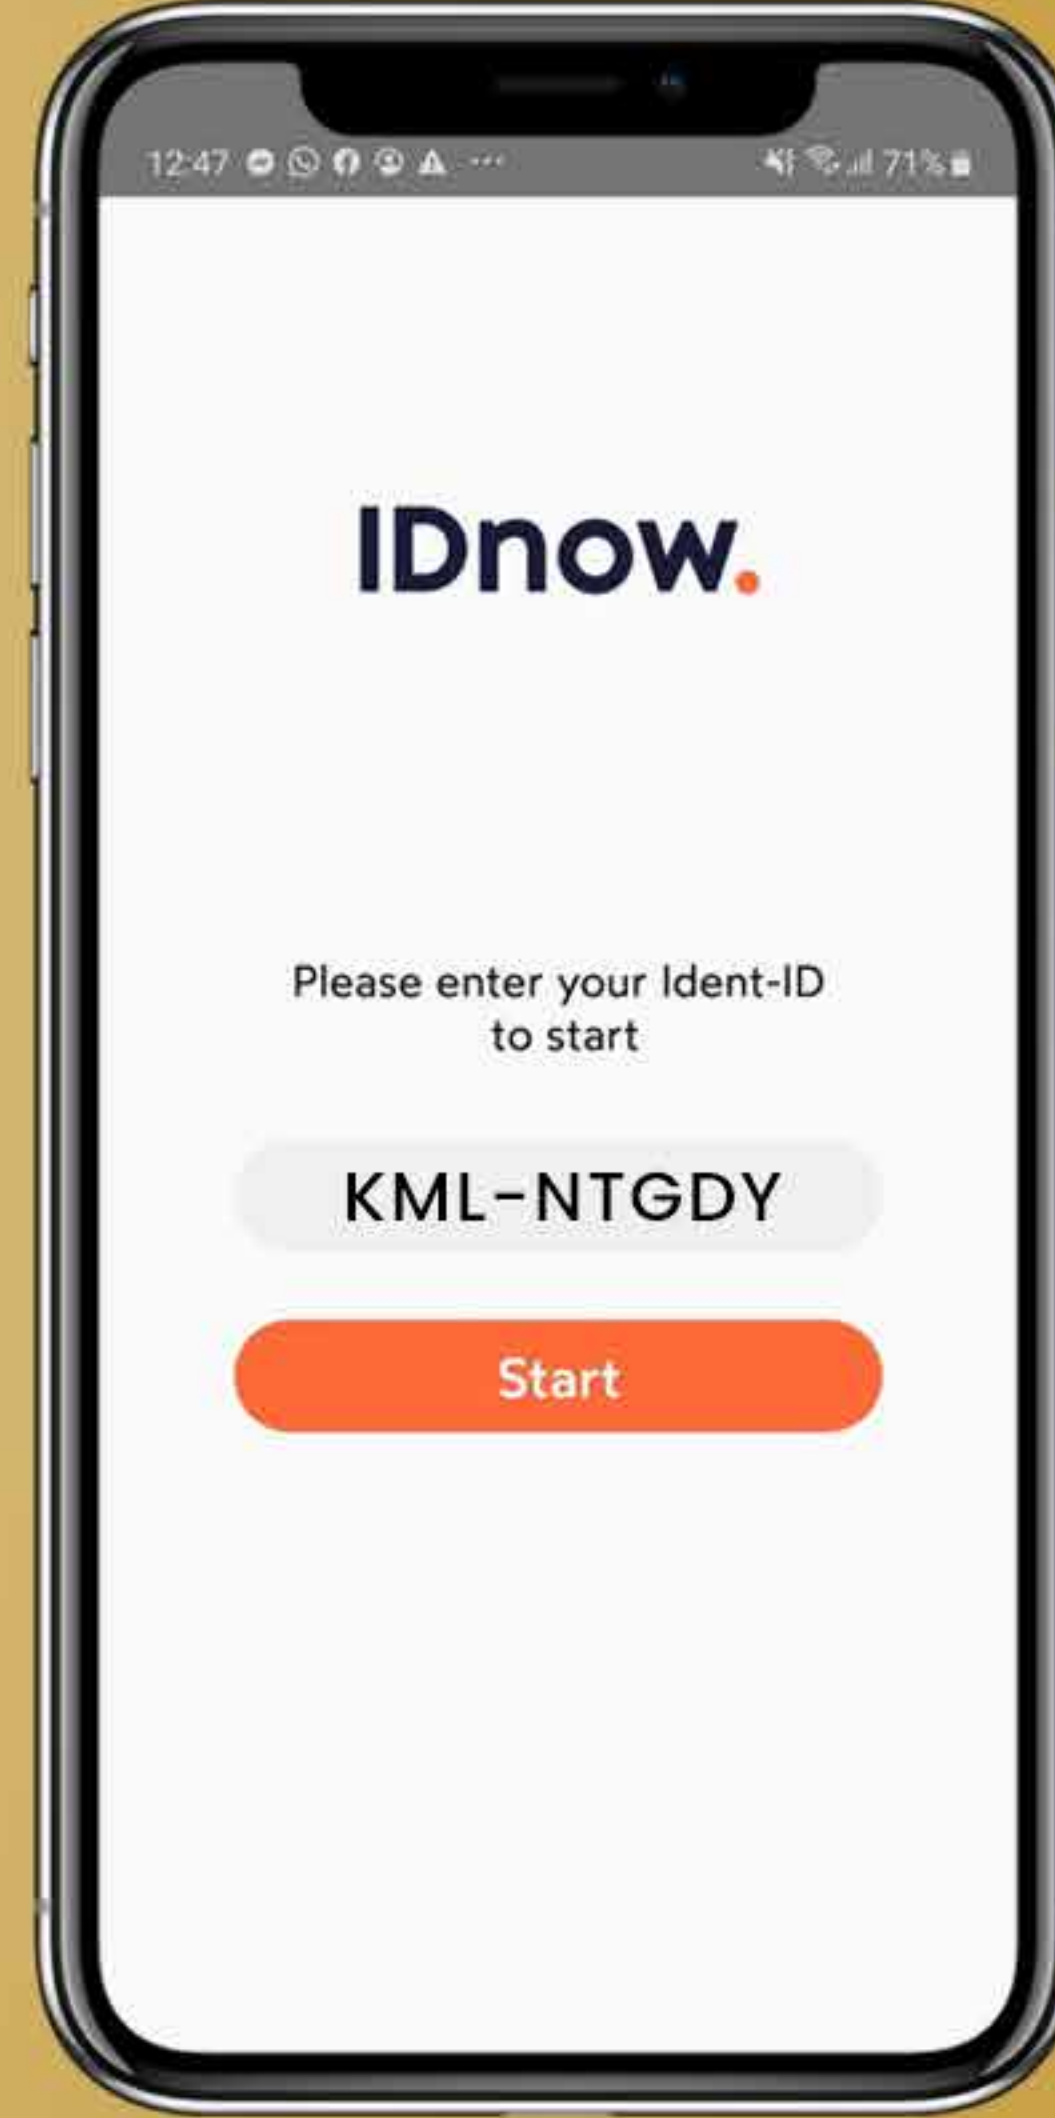 12:47 71%
IDnow.
Please enter your Ident-ID
to start
KML-NTGDY
Start